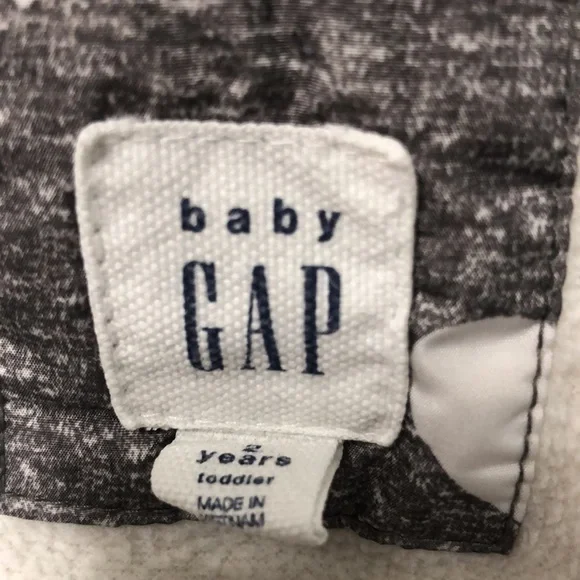 baby
GAP
2
years
toddler
MADE IN
VIETNAM